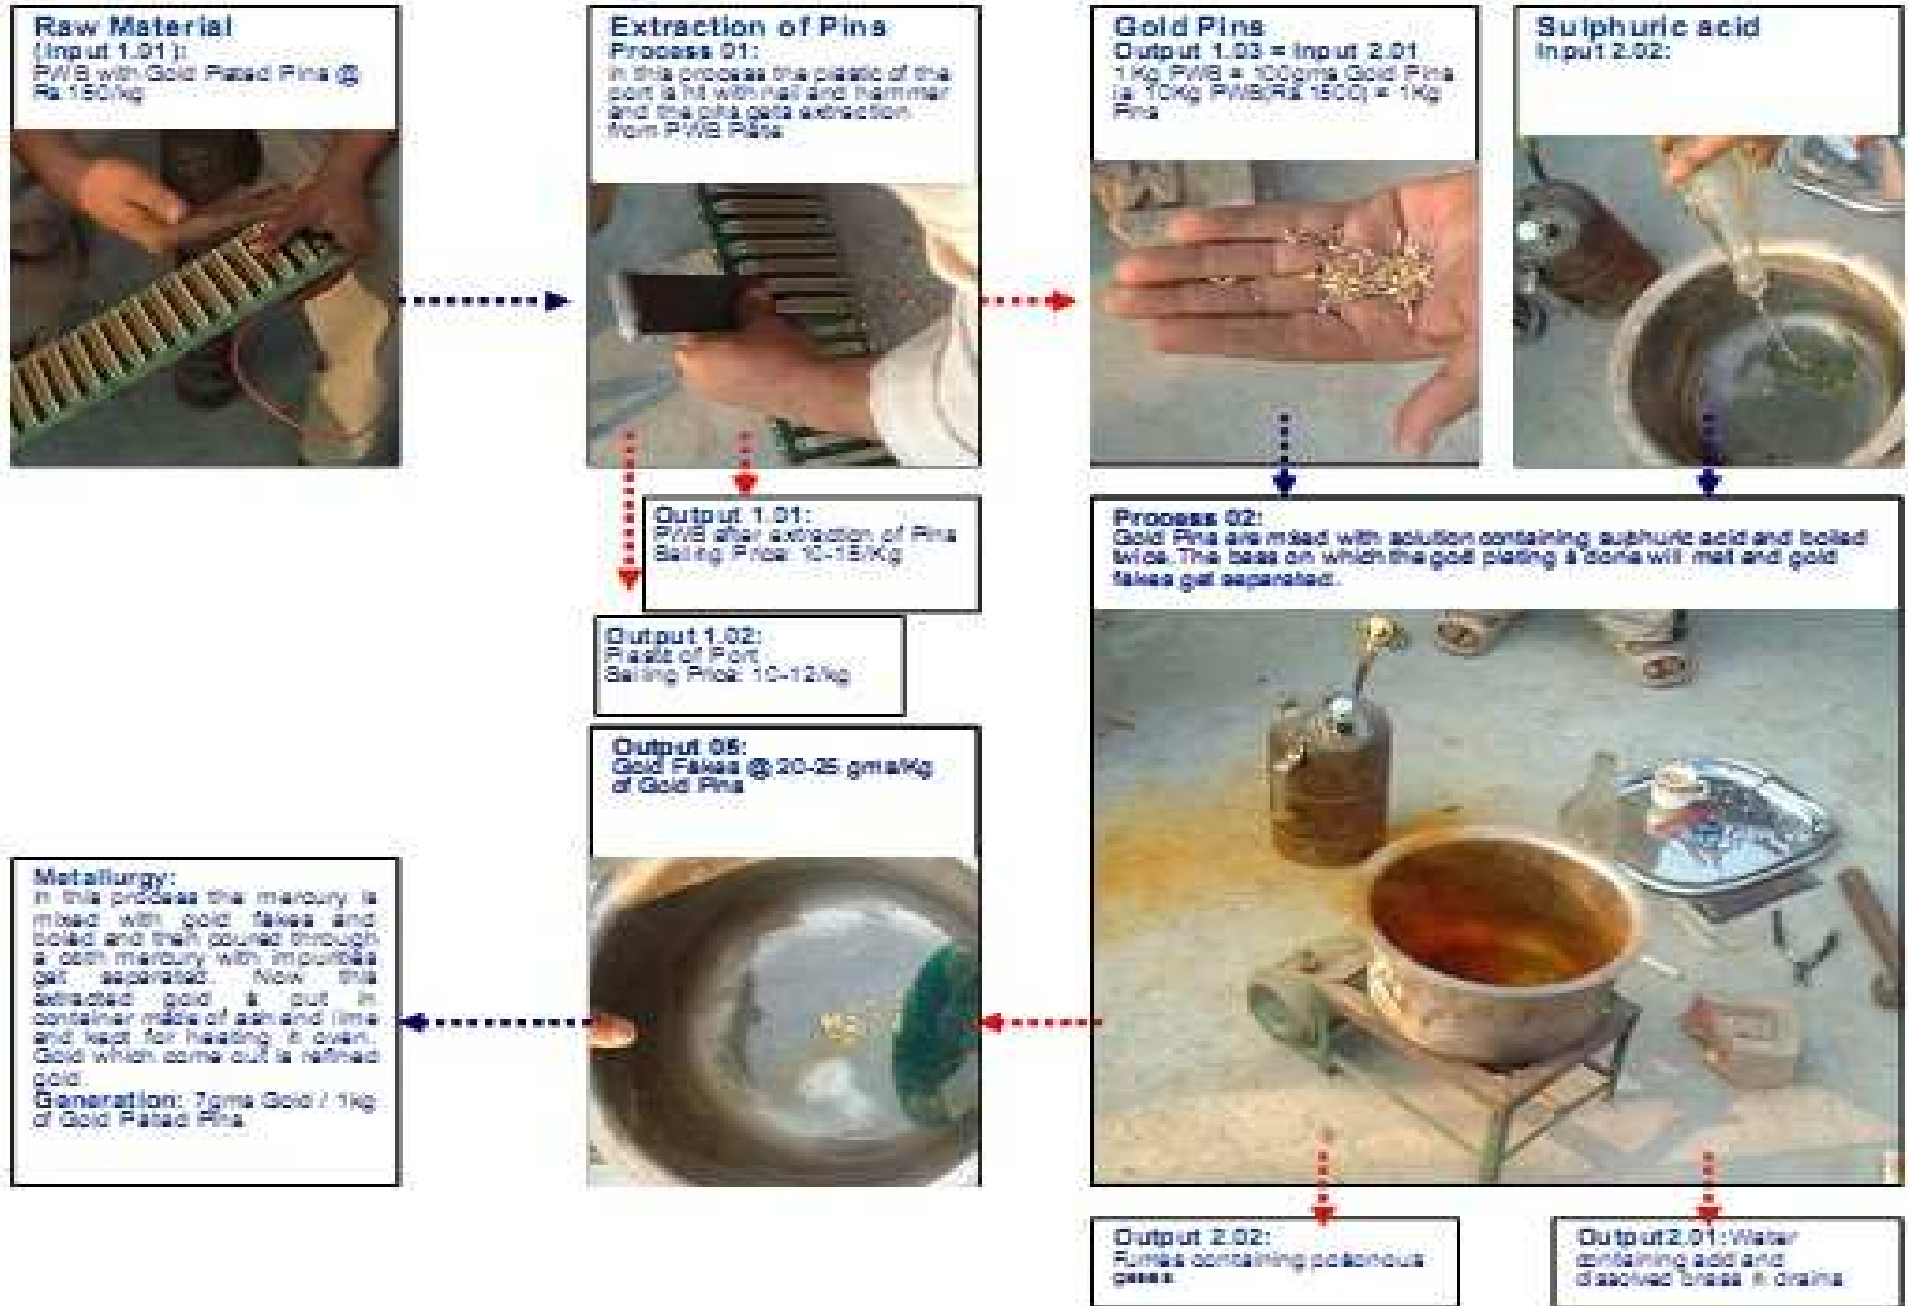 Raw Material
(Input 1.01):
PWB with Gold Plated Pins @
Rs 150/kg
Extraction of Pins
Process 01:
In this process the plastic of the
port is hit with nail and hammer
and the pins gets extraction
from PWB Plate
Gold Pins
Output 1.03 = Input 2.01
1 Kg PWB = 100gms Gold Pins
ie 10Kg PWB(Rs 1500) = 1Kg
Pins
Sulphuric acid
Input 2.02:
Output 1.01:
PWB after extraction of Pins
Selling Price: 10-15/Kg
Output 1.02:
Plastic of Port
Selling Price: 10-12/kg
Process 02:
Gold Pins are mixed with solution containing sulphuric acid and boiled
twice. The base on which the gold plating is done will melt and gold
flakes get separated.
Output 05:
Gold Flakes @ 20-25 gms/Kg
of Gold Pins
Metallurgy:
In this process the mercury is
mixed with gold flakes and
boiled and then poured through
a cloth mercury with impurities
get separated. Now this
extracted gold is put in
container made of ash and lime
and kept for heating in oven.
Gold which come out is refined
gold.
Generation: 7gms Gold / 1kg
of Gold Plated Pins
Output 2.02:
Fumes containing poisonous
gases
Output 2.01: Water
containing acid and
dissolved brass in drains